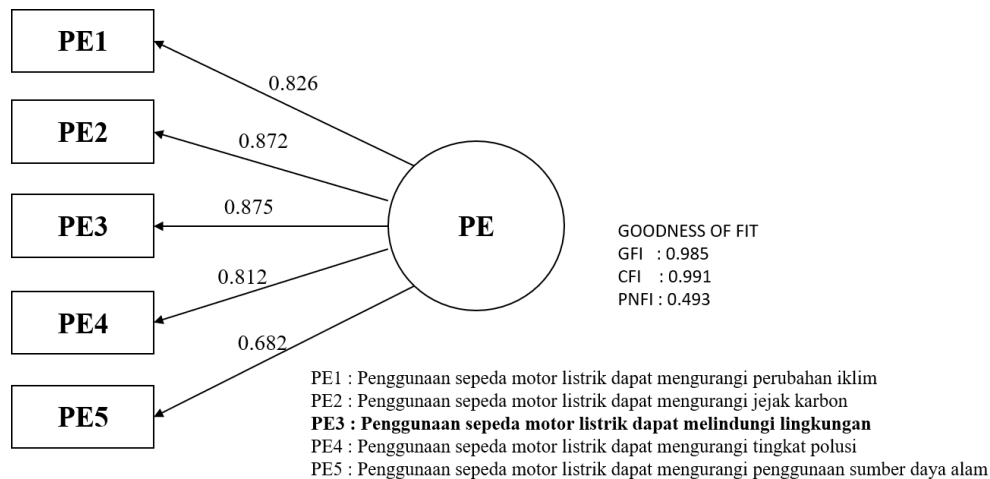 PE1
0.826
PE2
0.872
PE3
0.875
PE
GOODNESS OF FIT
GFI : 0.985
CFI : 0.991
PNFI : 0.493
0.812
PE4
0.682
PE5
PE1 : Penggunaan sepeda motor listrik dapat mengurangi perubahan iklim
PE2 : Penggunaan sepeda motor listrik dapat mengurangi jejak karbon
PE3 : Penggunaan sepeda motor listrik dapat melindungi lingkungan
PE4 : Penggunaan sepeda motor listrik dapat mengurangi tingkat polusi
PE5 : Penggunaan sepeda motor listrik dapat mengurangi penggunaan sumber daya alam